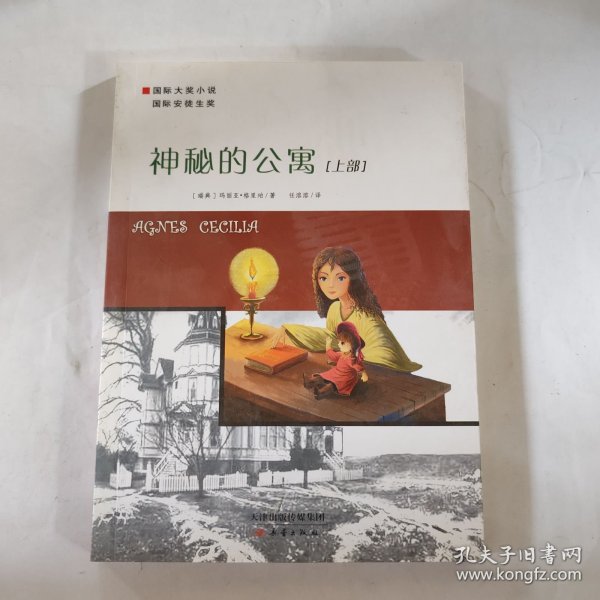 国际大奖小说
国际安徒生奖
神秘的公寓 [上部]
[瑞典] 玛丽亚•格里珀/著 任溶溶/译
AGNES CECILIA
天津出版传媒集团
新蕾出版社
孔夫子旧书网
www.kongfz.com